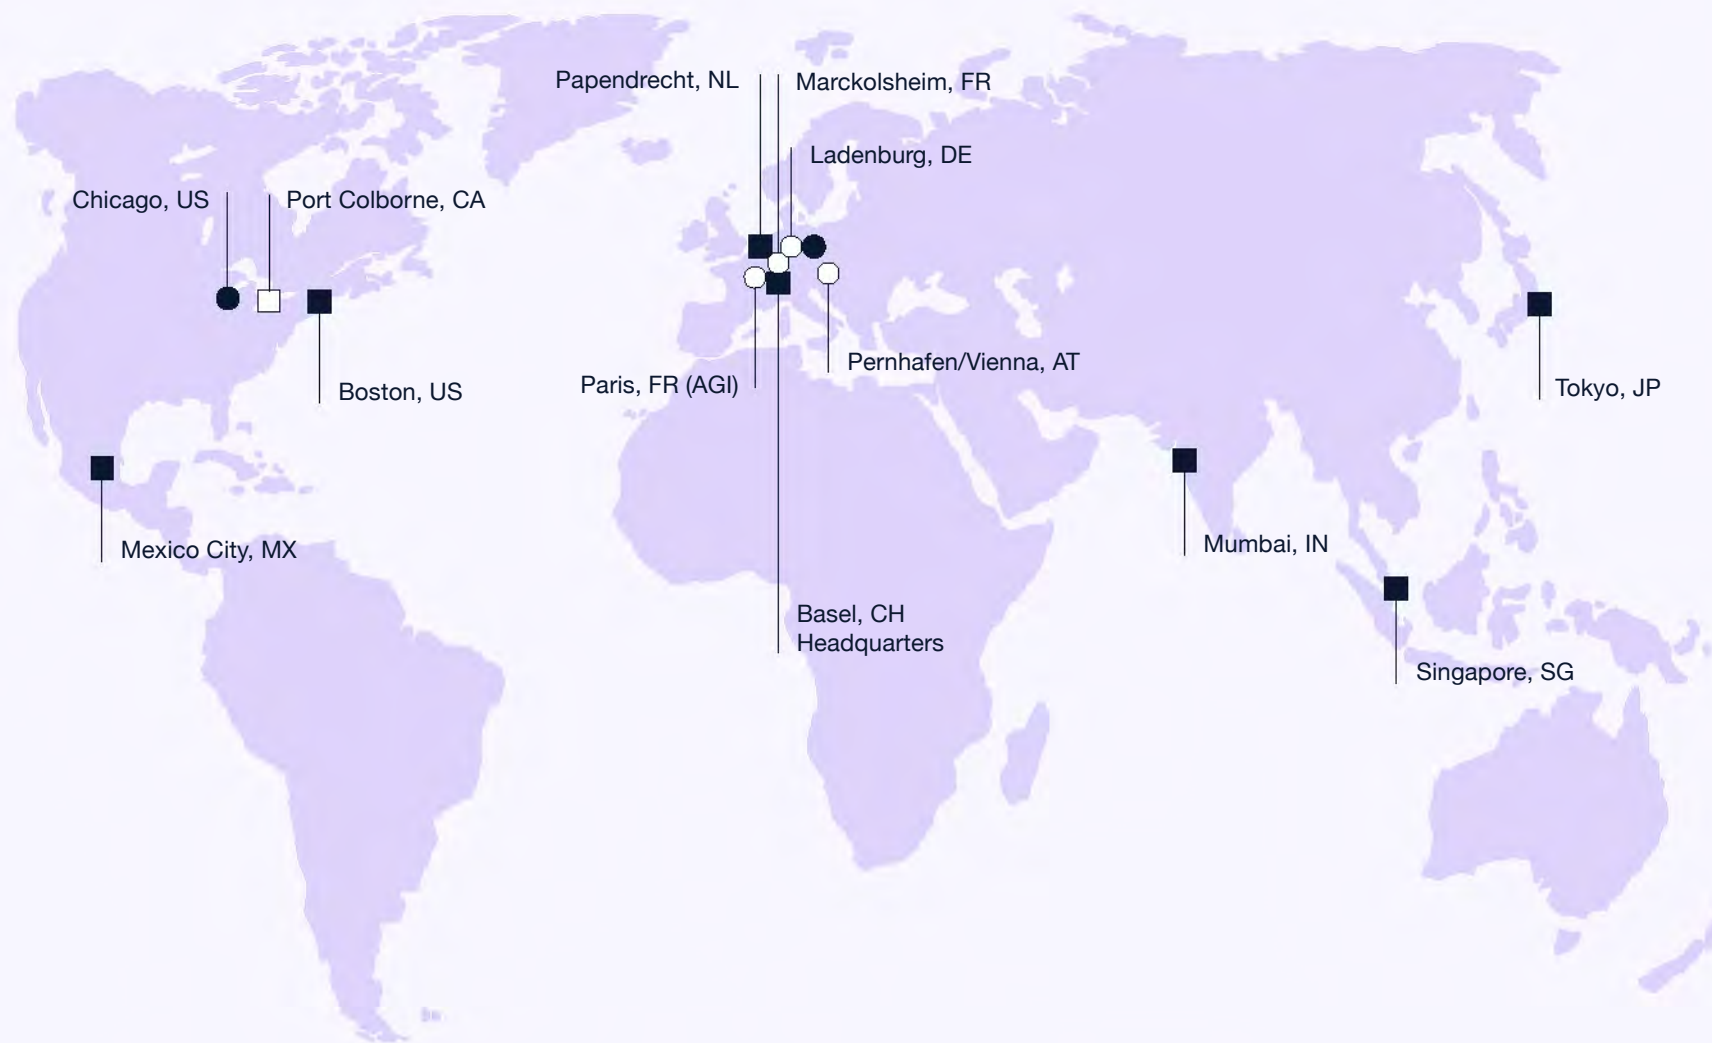 Papendrecht, NL
Marckolsheim, FR
Ladenburg, DE
Chicago, US
Port Colborne, CA
Pernhafen/Vienna, AT
Paris, FR (AGI)
Boston, US
Tokyo, JP
Mexico City, MX
Mumbai, IN
Basel, CH
Headquarters
Singapore, SG